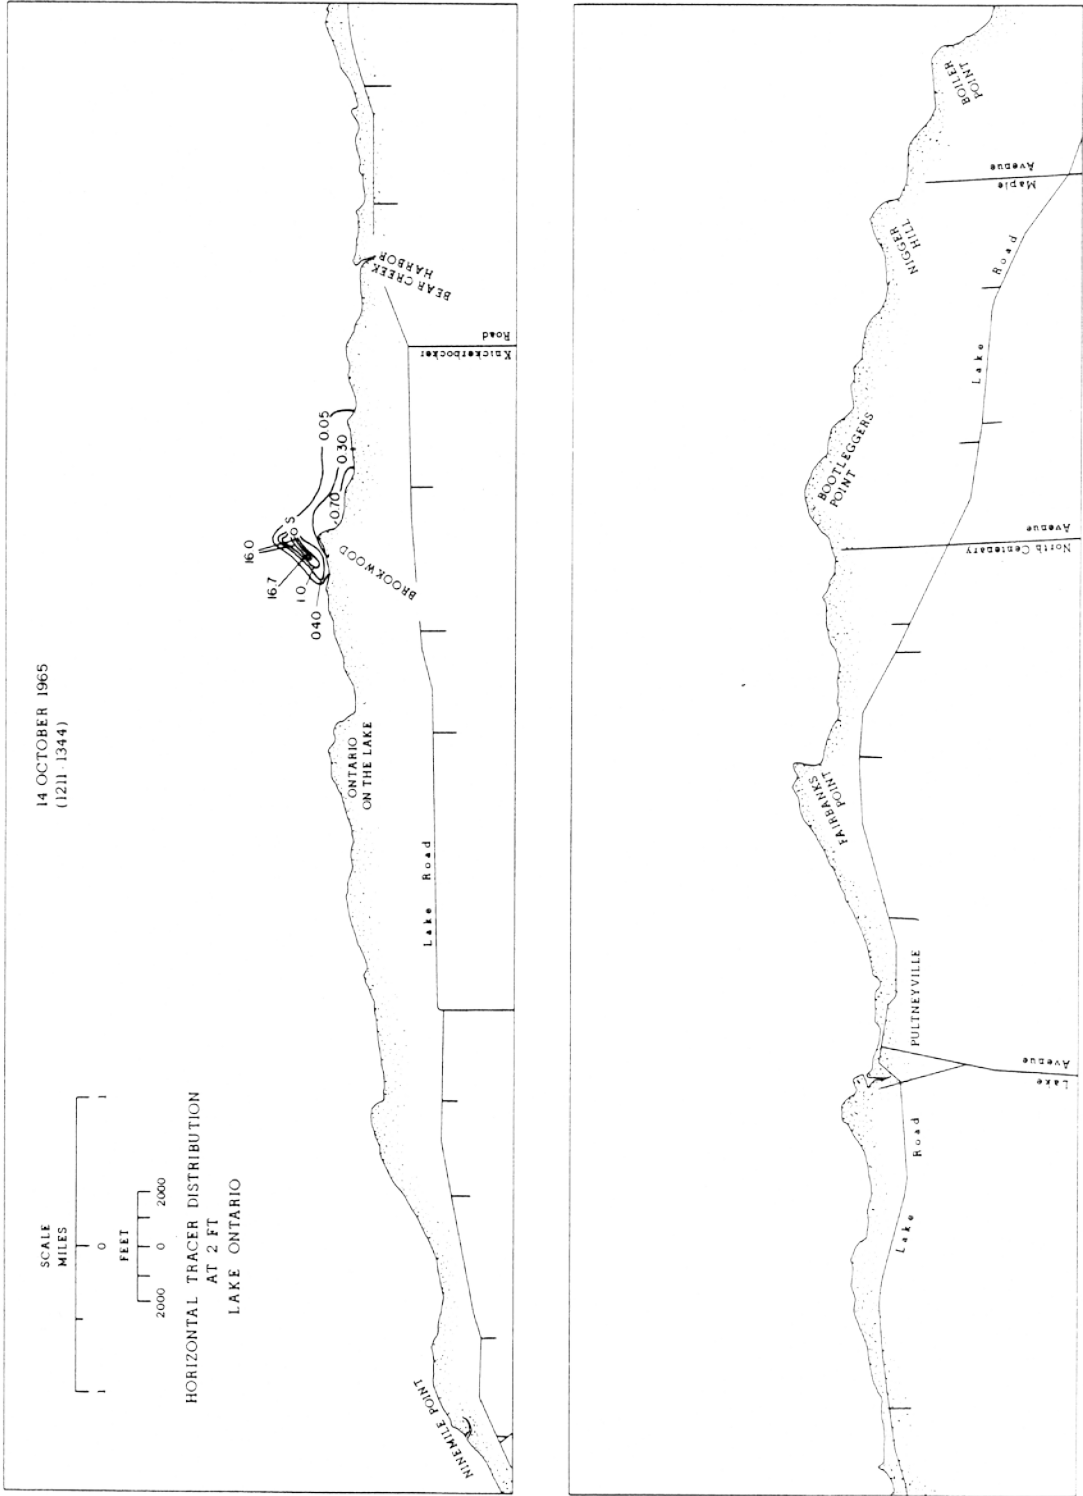 14 OCTOBER 1965
(1211-1344)
SCALE
MILES
1 0 1
FEET
2000 0 2000
HORIZONTAL TRACER DISTRIBUTION
AT 2 FT
LAKE ONTARIO
NINEMILE POINT
Lake Road
ONTARIO
ON THE LAKE
BROOKWOOD
16.0
16.7
1.0
0.40
S
0.70
0.30
0.05
Knickerbocker
Road
BEAR CREEK
HARBOR
Lake Road
Lake
Avenue
PULTNEYVILLE
FAIRBANKS
POINT
North Centenary
Avenue
BOOTLEGGERS
POINT
Lake Road
NIGGER
HILL
Maple
Avenue
BOILER
POINT